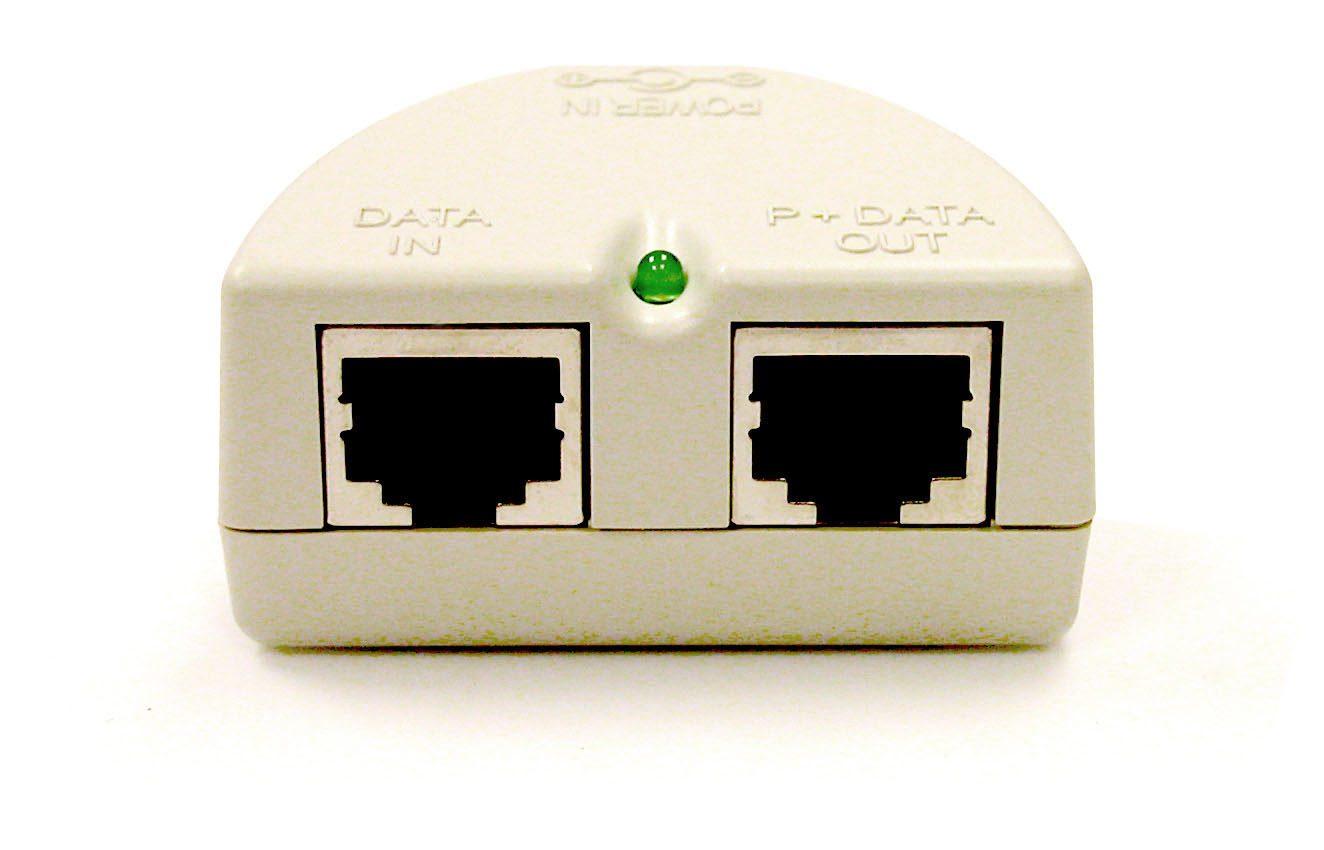 POWER IN
DATA
IN
P + DATA
OUT